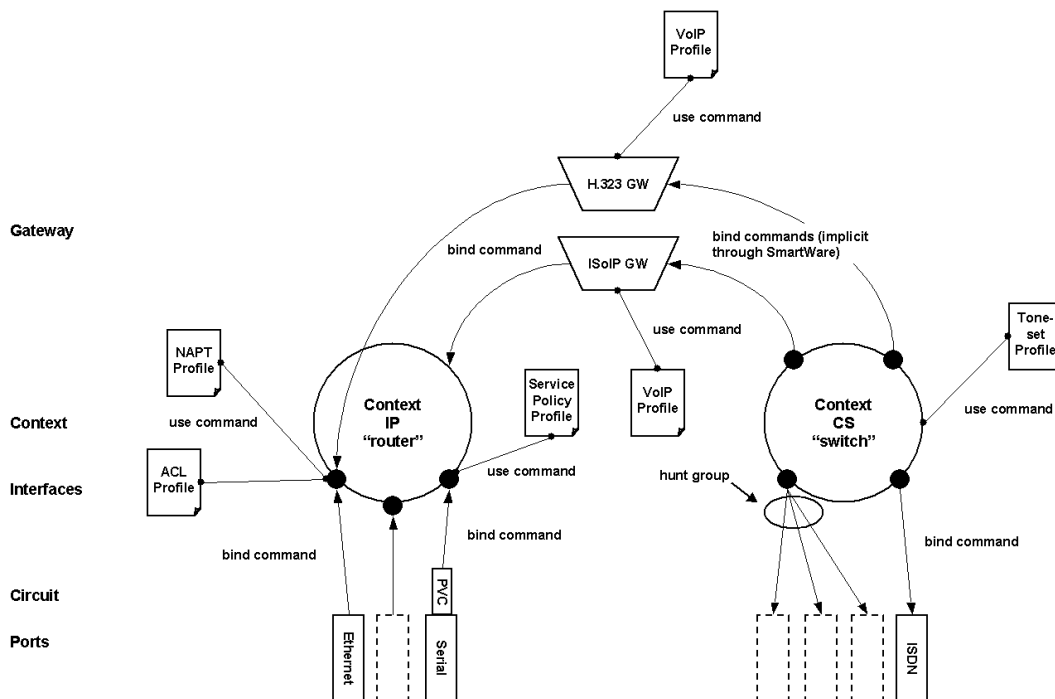 VoIP
Profile
use command
H.323 GW
Gateway
bind command
bind commands (implicit
through SmartWare)
ISoIP GW
use command
Tone-
set
Profile
NAPT
Profile
Service
Policy
Profile
VoIP
Profile
Context
IP
“router”
Context
CS
“switch”
use command
use command
Context
ACL
Profile
use command
hunt group
Interfaces
bind command
bind command
bind command
Circuit
PVC
Ports
Ethernet
Serial
ISDN